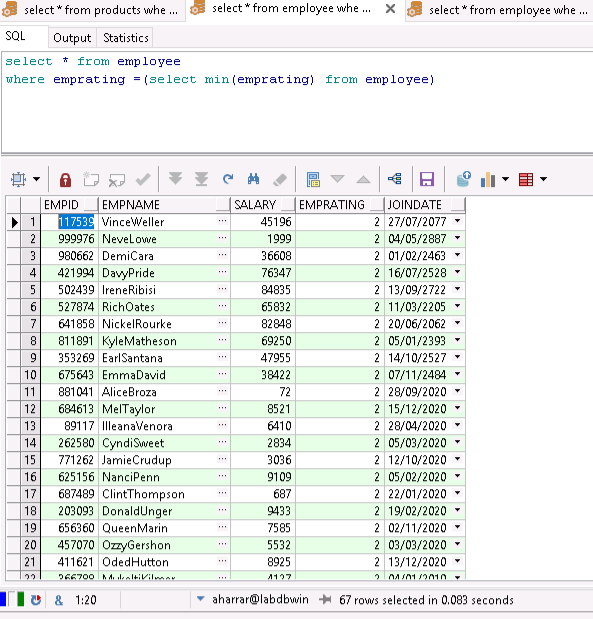 select * from products whe ... select * from employee whe ... select * from employee whe ...
SQL Output Statistics
select * from employee
where emprating =(select min(emprating) from employee)
EMPID EMPNAME SALARY EMPRATING JOINDATE
1 117539 VinceWeller ... 45196 2 27/07/2077
2 999976 NeveLowe ... 1999 2 04/05/2887
3 980662 DemiCara ... 36608 2 01/02/2463
4 421994 DavyPride ... 76347 2 16/07/2528
5 502439 IreneRibisi ... 84835 2 13/09/2722
6 527874 RichOates ... 65832 2 11/03/2205
7 641858 NickelRourke ... 82848 2 20/06/2062
8 811891 KyleMatheson ... 69250 2 05/01/2393
9 353269 EarlSantana ... 47955 2 14/10/2527
10 675643 EmmaDavid ... 38422 2 07/11/2484
11 881041 AliceBroza ... 72 2 28/09/2020
12 684613 MelTaylor ... 8521 2 15/12/2020
13 89117 IlleanaVenora ... 6410 2 28/04/2020
14 262580 CyndiSweet ... 2834 2 05/03/2020
15 771262 JamieCrudup ... 3036 2 12/10/2020
16 625156 NanciPenn ... 9109 2 05/02/2020
17 687489 ClintThompson ... 687 2 22/01/2020
18 203093 DonaldUnger ... 9433 2 19/02/2020
19 656360 QueenMarin ... 7585 2 02/11/2020
20 457070 OzzyGershon ... 5532 2 03/03/2020
21 411621 OdedHutton ... 8925 2 13/12/2020
22 366788 MykeltiKilmer ... 4127 2 04/01/2019
& 1:20 aharrar@labdbwin 67 rows selected in 0.083 seconds